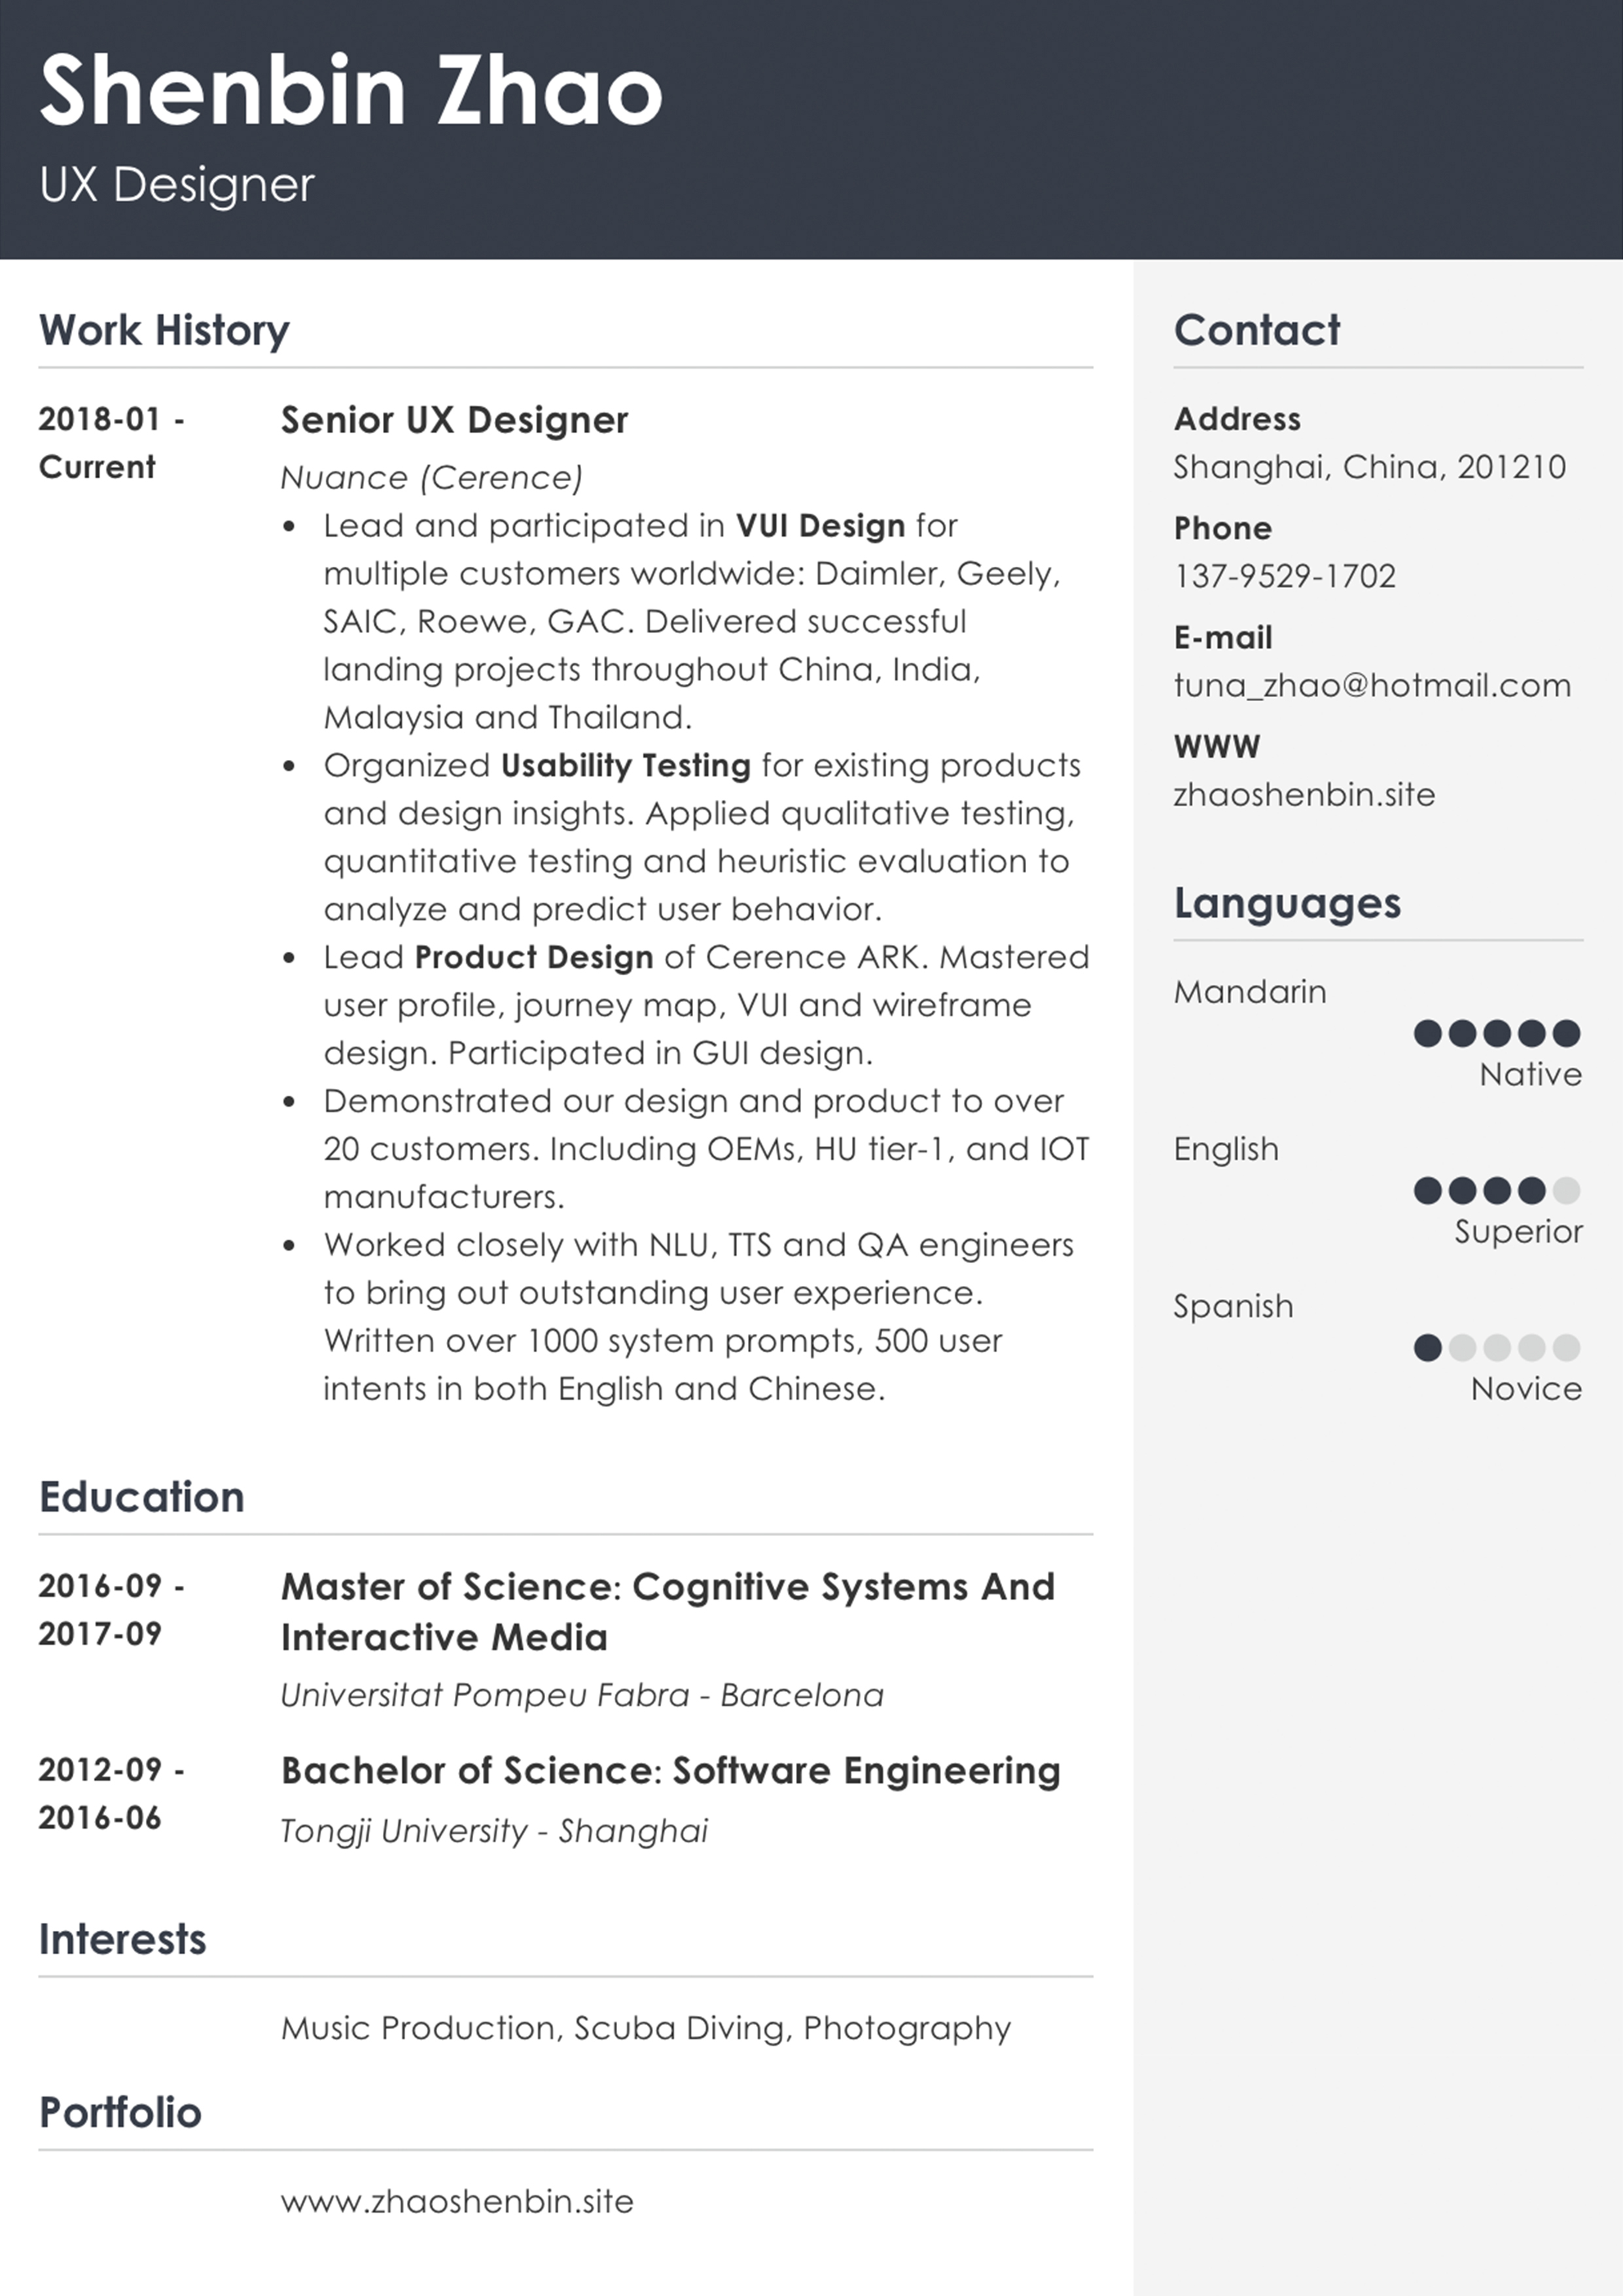 Shenbin Zhao
UX Designer
Work History
2018-01 -
Current
Senior UX Designer
Nuance (Cerence)
• Lead and participated in VUI Design for
multiple customers worldwide: Daimler, Geely,
SAIC, Roewe, GAC. Delivered successful
landing projects throughout China, India,
Malaysia and Thailand.
• Organized Usability Testing for existing products
and design insights. Applied qualitative testing,
quantitative testing and heuristic evaluation to
analyze and predict user behavior.
• Lead Product Design of Cerence ARK. Mastered
user profile, journey map, VUI and wireframe
design. Participated in GUI design.
• Demonstrated our design and product to over
20 customers. Including OEMs, HU tier-1, and IOT
manufacturers.
• Worked closely with NLU, TTS and QA engineers
to bring out outstanding user experience.
Written over 1000 system prompts, 500 user
intents in both English and Chinese.
Education
2016-09 -
2017-09
Master of Science: Cognitive Systems And
Interactive Media
Universitat Pompeu Fabra - Barcelona
2012-09 -
2016-06
Bachelor of Science: Software Engineering
Tongji University - Shanghai
Interests
Music Production, Scuba Diving, Photography
Portfolio
www.zhaoshenbin.site
Contact
Address
Shanghai, China, 201210
Phone
137-9529-1702
E-mail
tuna_zhao@hotmail.com
WWW
zhaoshenbin.site
Languages
Mandarin
Native
English
Superior
Spanish
Novice